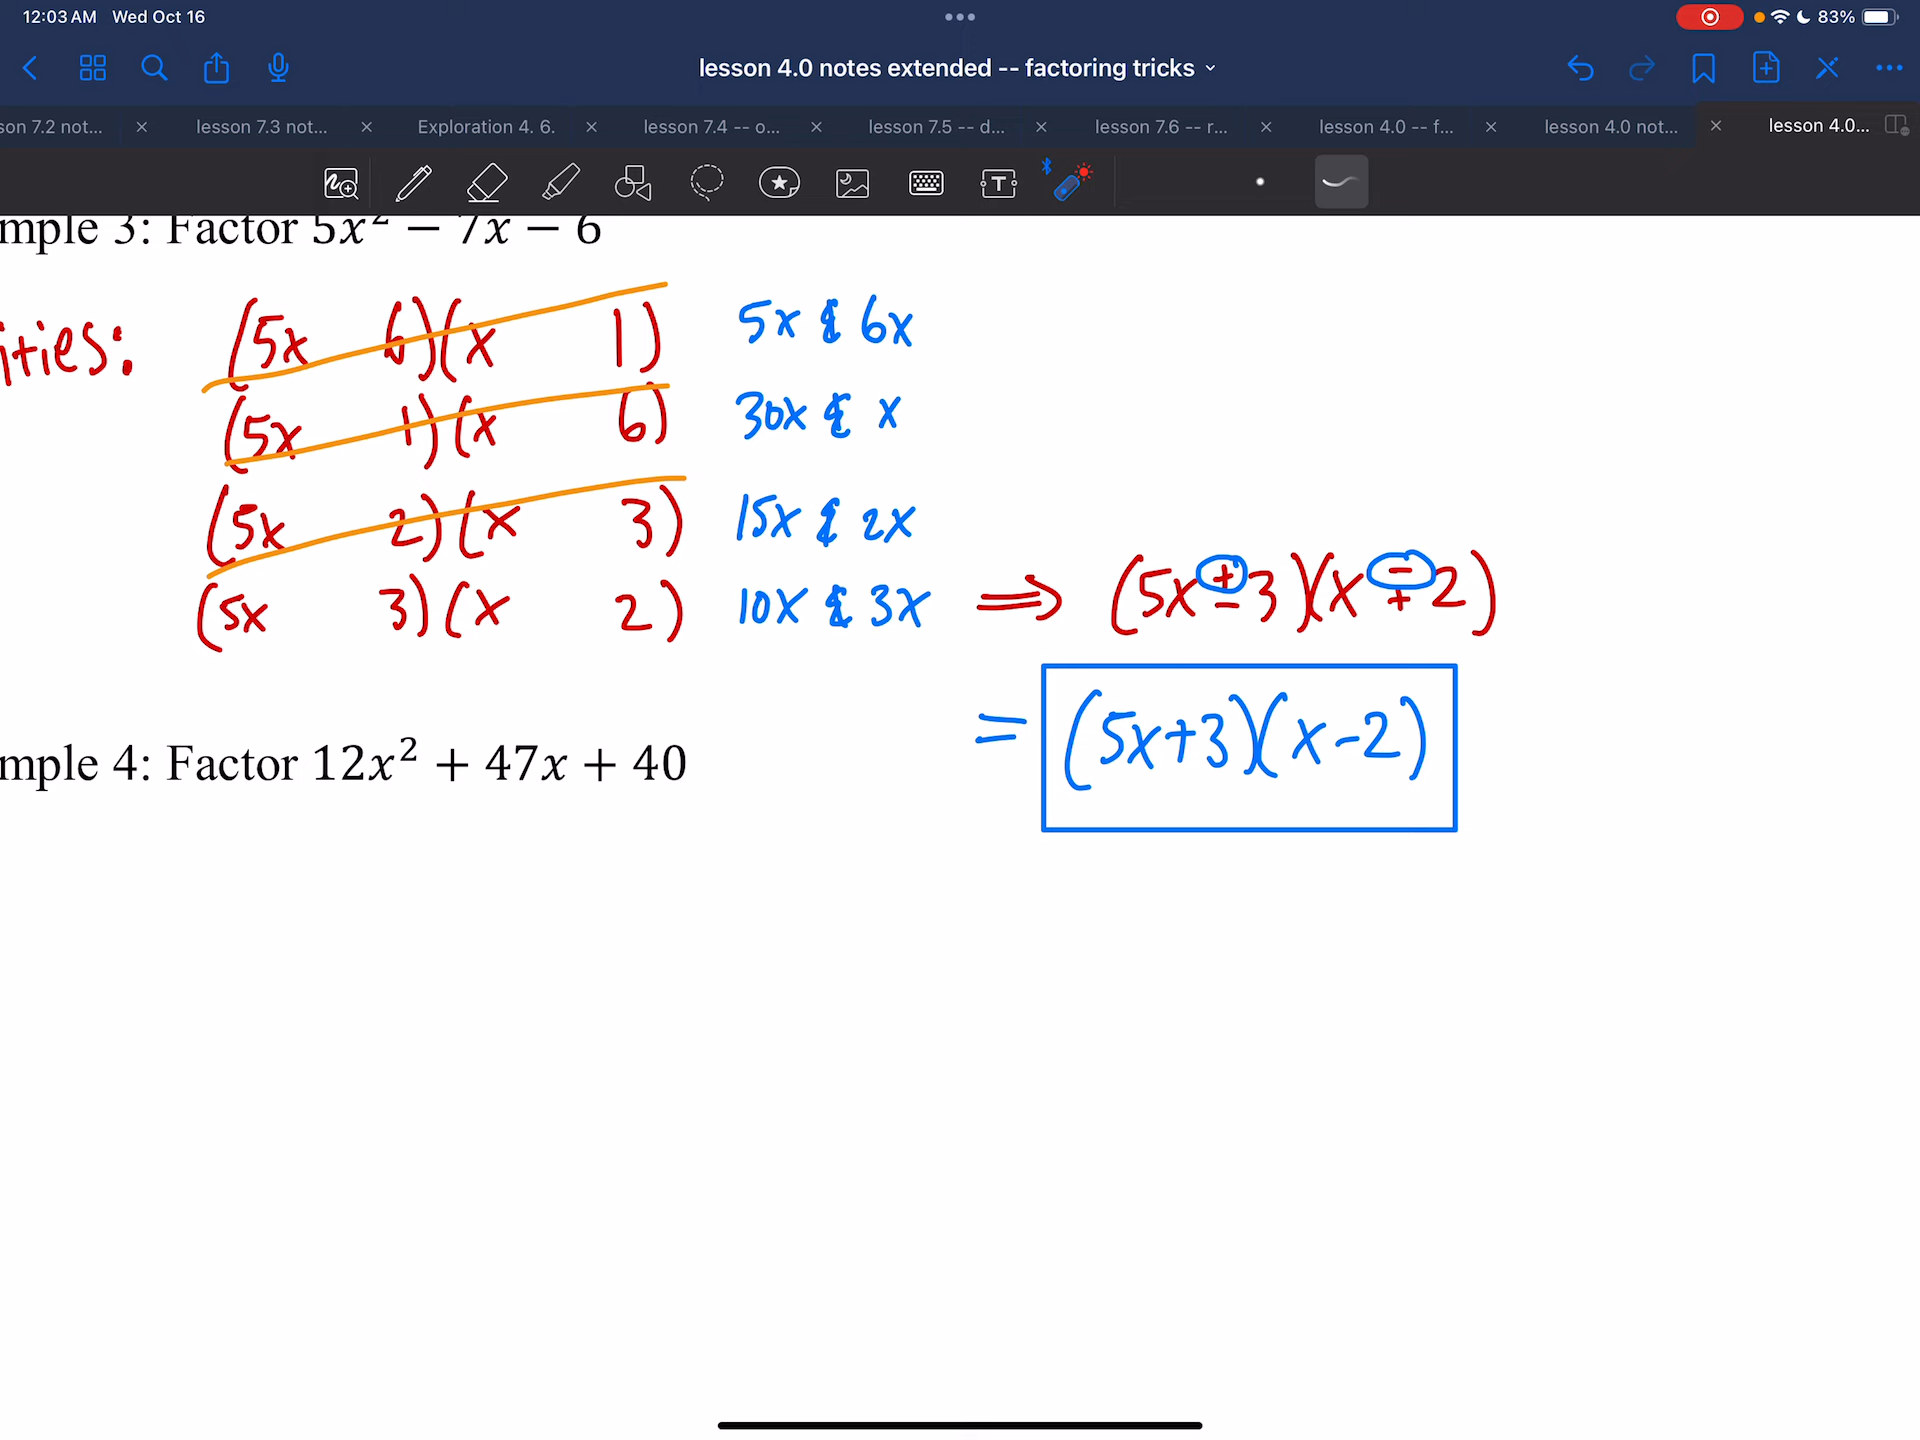 12:03 AM Wed Oct 16 83%
lesson 4.0 notes extended -- factoring tricks
son 7.2 not... lesson 7.3 not... Exploration 4. 6. lesson 7.4 -- o... lesson 7.5 -- d... lesson 7.6 -- r... lesson 4.0 -- f... lesson 4.0 not... lesson 4.0...
mple 3: Factor 5x² − 7x − 6
ities: (5x 6)(x 1) 5x & 6x
(5x 1)(x 6) 30x & x
(5x 2)(x 3) 15x & 2x
(5x 3)(x 2) 10x & 3x ⇒ (5x ± 3)(x ∓ 2)
= (5x+3)(x-2)
mple 4: Factor 12x² + 47x + 40